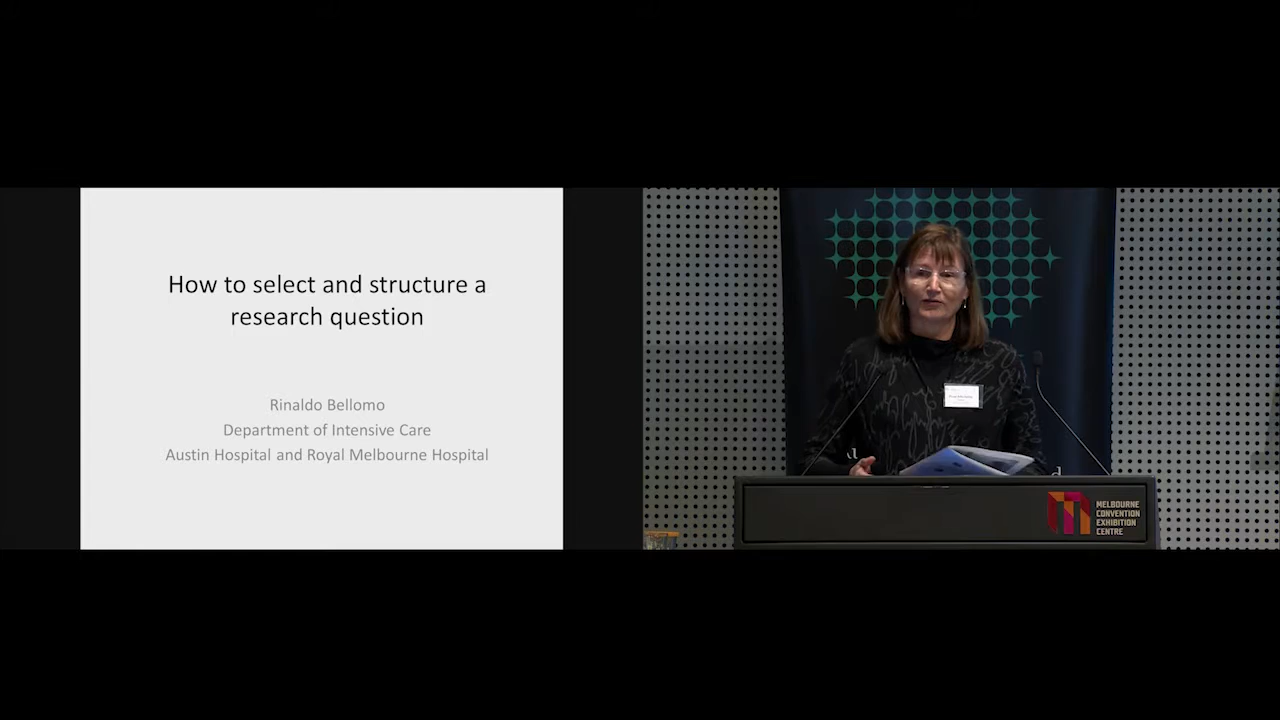 How to select and structure a
research question
Rinaldo Bellomo
Department of Intensive Care
Austin Hospital and Royal Melbourne Hospital
MELBOURNE
CONVENTION
EXHIBITION
CENTRE